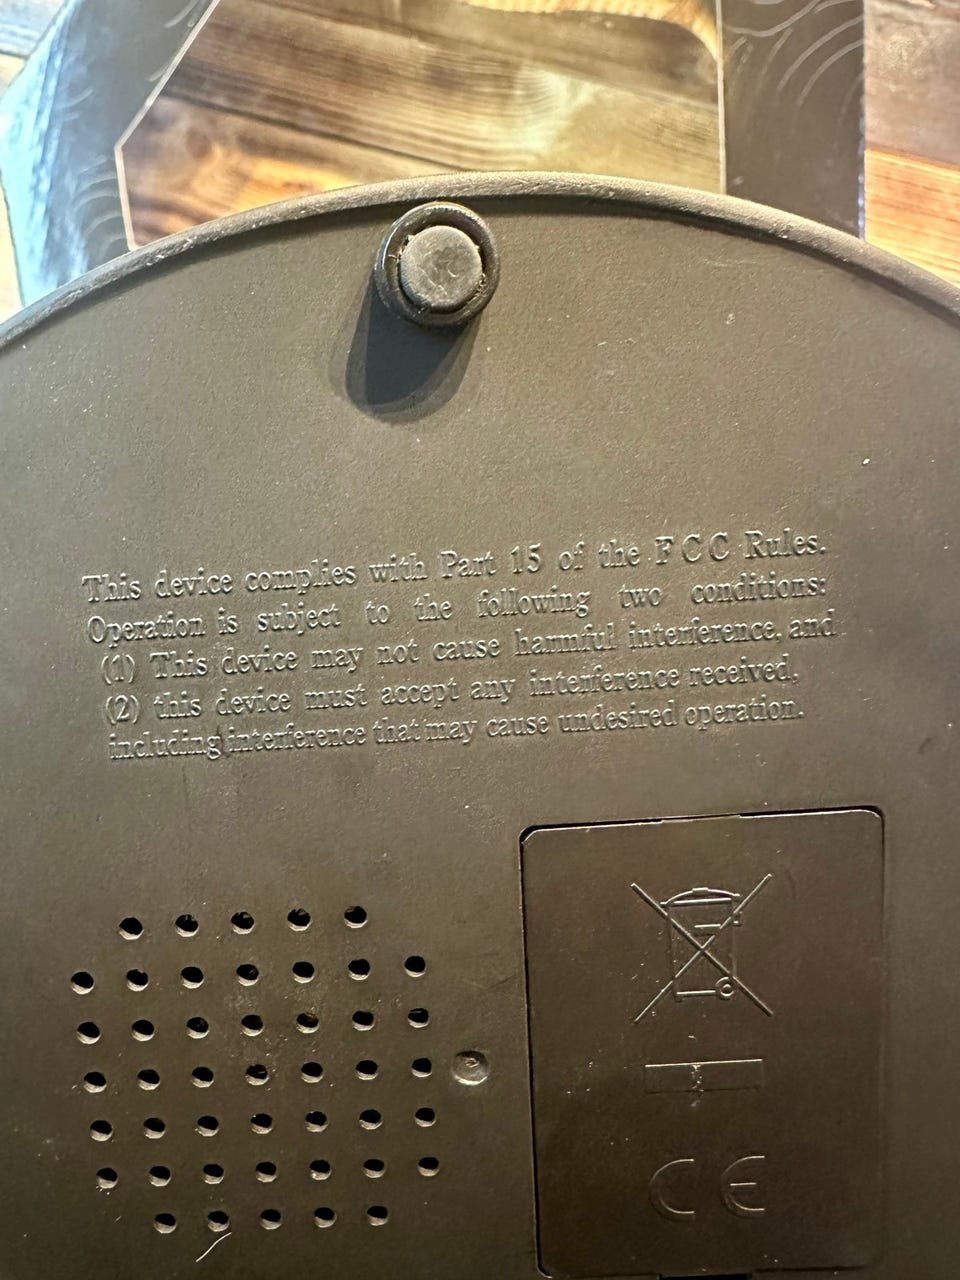 This device complies with Part 15 of the FCC Rules.
Operation is subject to the following two conditions:
(1) This device may not cause harmful interference, and
(2) this device must accept any interference received,
including interference that may cause undesired operation.
CE